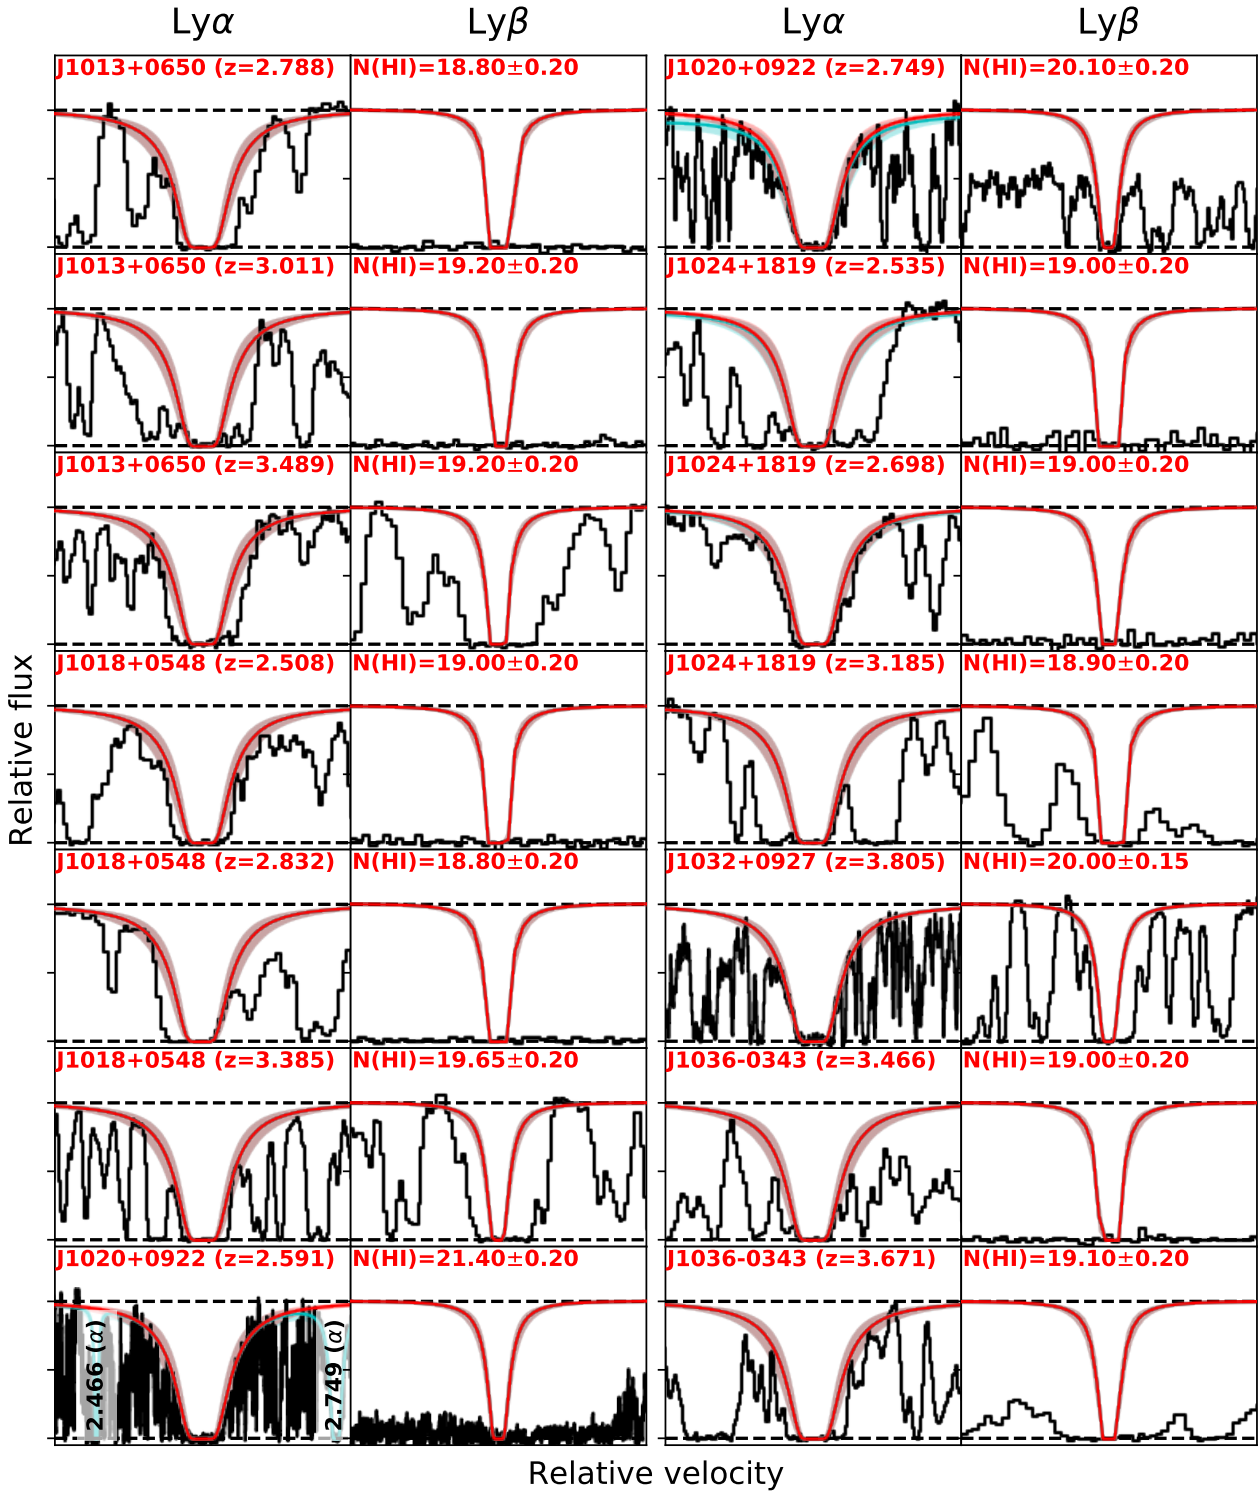 Lyα Lyβ Lyα Lyβ
J1013+0650 (z=2.788) N(HI)=18.80±0.20 J1020+0922 (z=2.749) N(HI)=20.10±0.20
J1013+0650 (z=3.011) N(HI)=19.20±0.20 J1024+1819 (z=2.535) N(HI)=19.00±0.20
J1013+0650 (z=3.489) N(HI)=19.20±0.20 J1024+1819 (z=2.698) N(HI)=19.00±0.20
J1018+0548 (z=2.508) N(HI)=19.00±0.20 J1024+1819 (z=3.185) N(HI)=18.90±0.20
Relative flux
J1018+0548 (z=2.832) N(HI)=18.80±0.20 J1032+0927 (z=3.805) N(HI)=20.00±0.15
J1018+0548 (z=3.385) N(HI)=19.65±0.20 J1036-0343 (z=3.466) N(HI)=19.00±0.20
J1020+0922 (z=2.591) N(HI)=21.40±0.20 J1036-0343 (z=3.671) N(HI)=19.10±0.20
2.466 (α) 2.749 (α)
Relative velocity